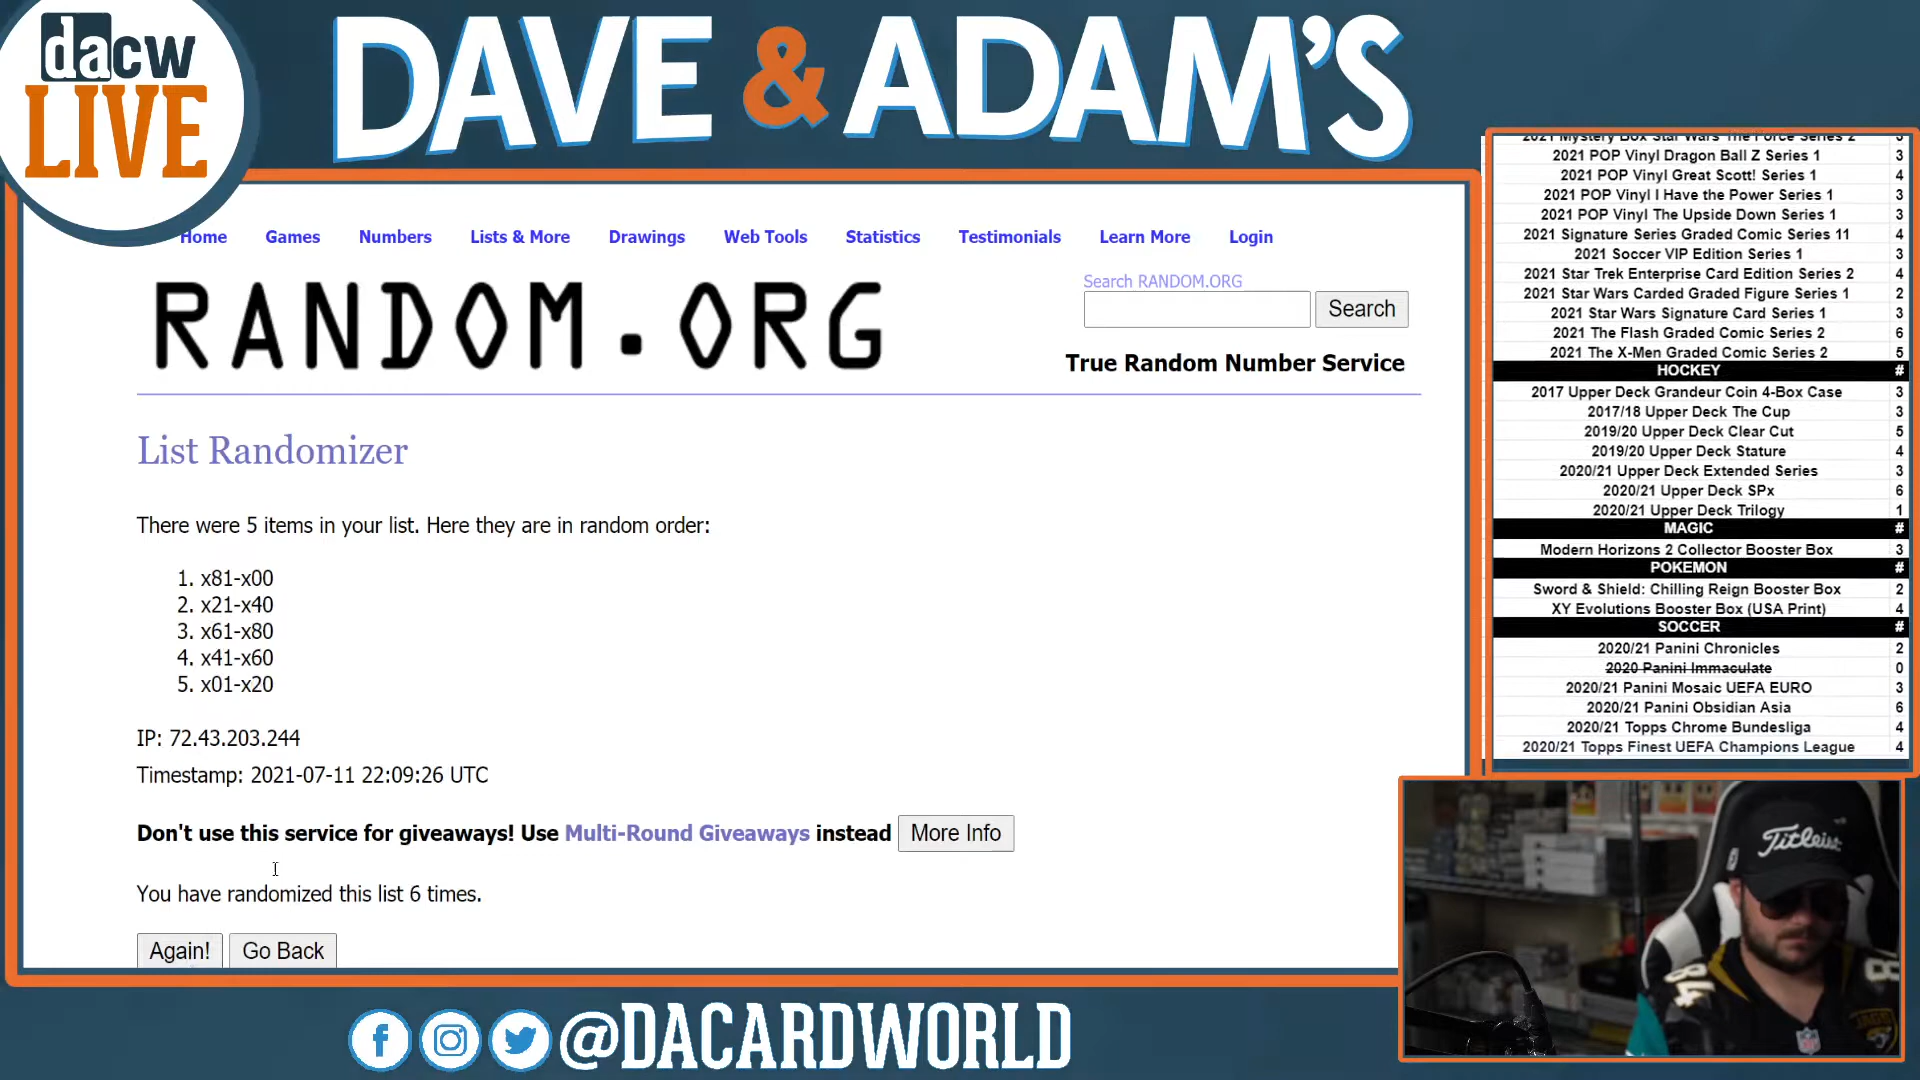 dacw
LIVE
DAVE & ADAM'S
Home Games Numbers Lists & More Drawings Web Tools Statistics Testimonials Learn More Login
RANDOM.ORG
Search RANDOM.ORG
Search
True Random Number Service
List Randomizer
There were 5 items in your list. Here they are in random order:
1. x81-x00
2. x21-x40
3. x61-x80
4. x41-x60
5. x01-x20
IP: 72.43.203.244
Timestamp: 2021-07-11 22:09:26 UTC
Don't use this service for giveaways! Use Multi-Round Giveaways instead More Info
You have randomized this list 6 times.
Again! Go Back
2021 Mystery Box Star Wars The Force Series 2 3
2021 POP Vinyl Dragon Ball Z Series 1 3
2021 POP Vinyl Great Scott! Series 1 4
2021 POP Vinyl I Have the Power Series 1 3
2021 POP Vinyl The Upside Down Series 1 3
2021 Signature Series Graded Comic Series 11 4
2021 Soccer VIP Edition Series 1 3
2021 Star Trek Enterprise Card Edition Series 2 4
2021 Star Wars Carded Graded Figure Series 1 2
2021 Star Wars Signature Card Series 1 3
2021 The Flash Graded Comic Series 2 6
2021 The X-Men Graded Comic Series 2 5
HOCKEY #
2017 Upper Deck Grandeur Coin 4-Box Case 3
2017/18 Upper Deck The Cup 3
2019/20 Upper Deck Clear Cut 5
2019/20 Upper Deck Stature 4
2020/21 Upper Deck Extended Series 3
2020/21 Upper Deck SPx 6
2020/21 Upper Deck Trilogy 1
MAGIC #
Modern Horizons 2 Collector Booster Box 3
POKEMON #
Sword & Shield: Chilling Reign Booster Box 2
XY Evolutions Booster Box (USA Print) 4
SOCCER #
2020/21 Panini Chronicles 2
2020 Panini Immaculate 0
2020/21 Panini Mosaic UEFA EURO 3
2020/21 Panini Obsidian Asia 6
2020/21 Topps Chrome Bundesliga 4
2020/21 Topps Finest UEFA Champions League 4
Titleist
84
NFL
JAGS
@DACARDWORLD